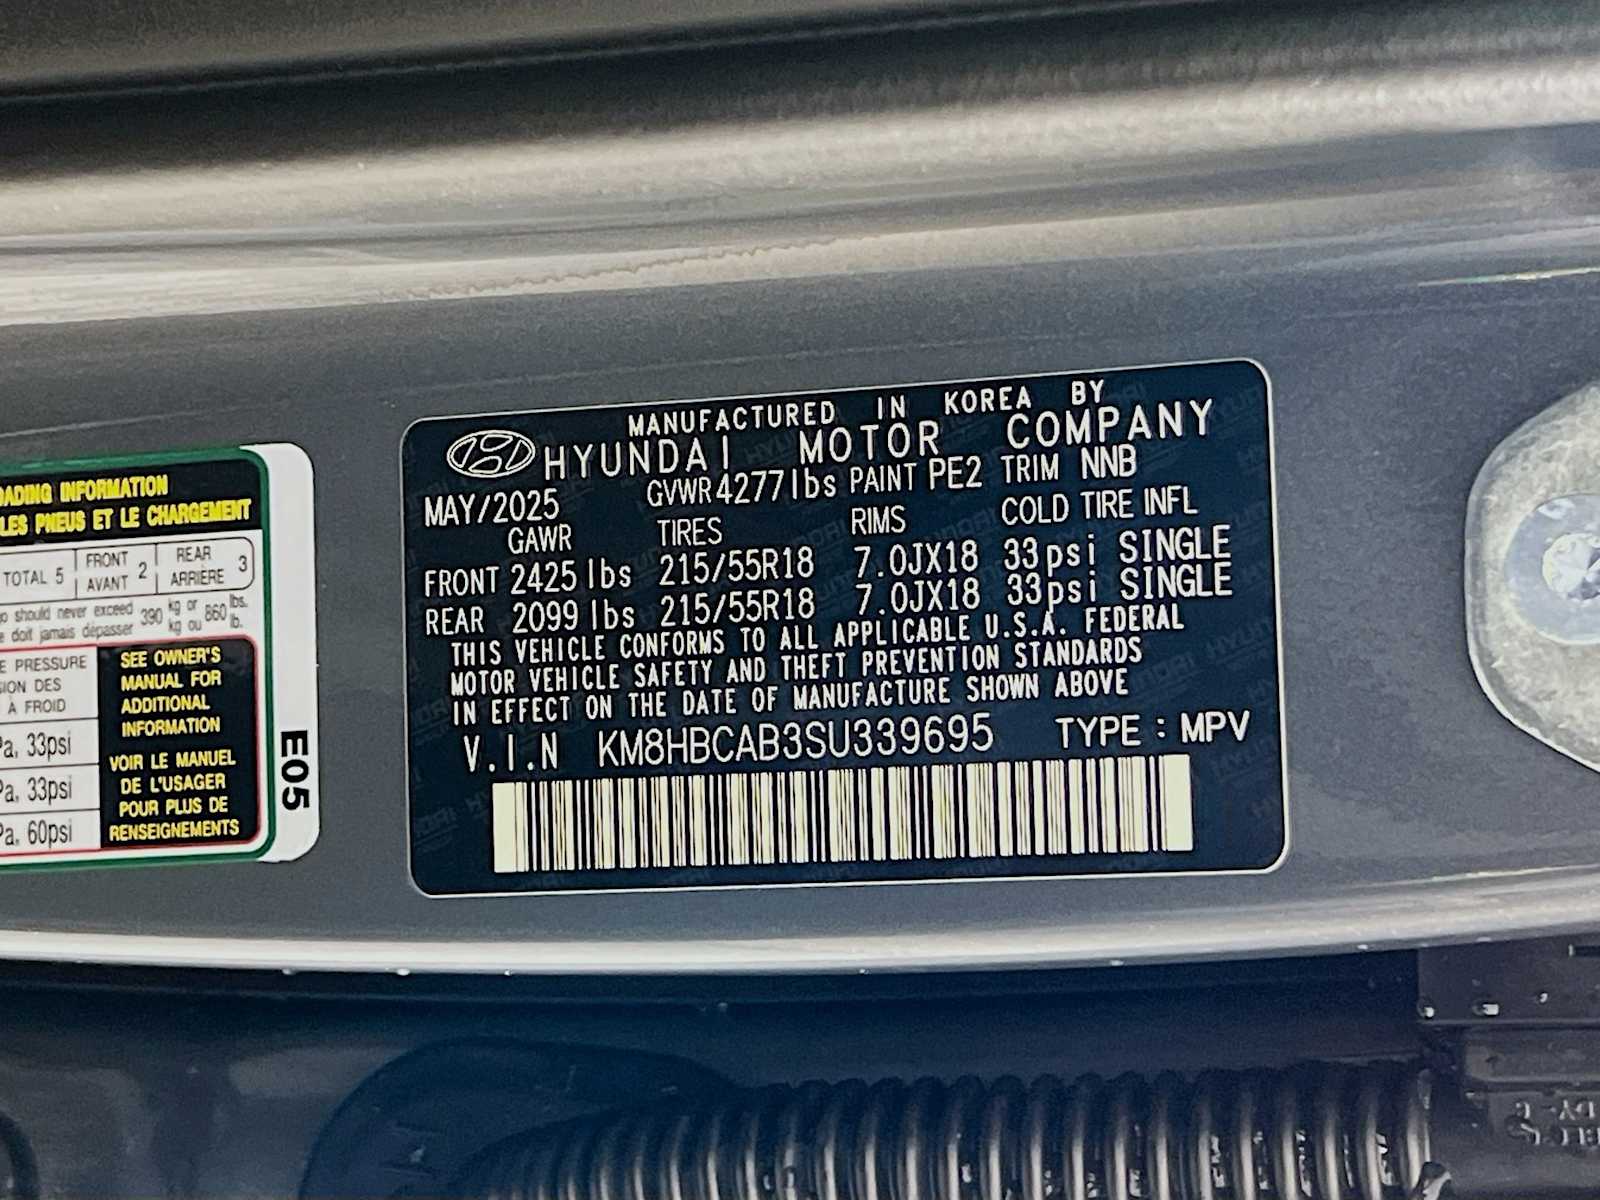 MANUFACTURED IN KOREA BY
HYUNDAI MOTOR COMPANY
MAY/2025 GVWR 4277lbs PAINT PE2 TRIM NNB
GAWR TIRES RIMS COLD TIRE INFL
FRONT 2425lbs 215/55R18 7.0JX18 33psi SINGLE
REAR 2099lbs 215/55R18 7.0JX18 33psi SINGLE
THIS VEHICLE CONFORMS TO ALL APPLICABLE U.S.A. FEDERAL
MOTOR VEHICLE SAFETY AND THEFT PREVENTION STANDARDS
IN EFFECT ON THE DATE OF MANUFACTURE SHOWN ABOVE
V.I.N KM8HBCAB3SU339695 TYPE : MPV
OADING INFORMATION
LES PNEUS ET LE CHARGEMENT
TOTAL 5 FRONT AVANT 2 REAR ARRIÈRE 3
go should never exceed 390 kg or 860 lbs.
e doit jamais dépasser kg ou lb.
E PRESSURE
SION DES
À FROID
Pa, 33psi
Pa, 33psi
Pa, 60psi
SEE OWNER'S
MANUAL FOR
ADDITIONAL
INFORMATION
VOIR LE MANUEL
DE L'USAGER
POUR PLUS DE
RENSEIGNEMENTS
E05